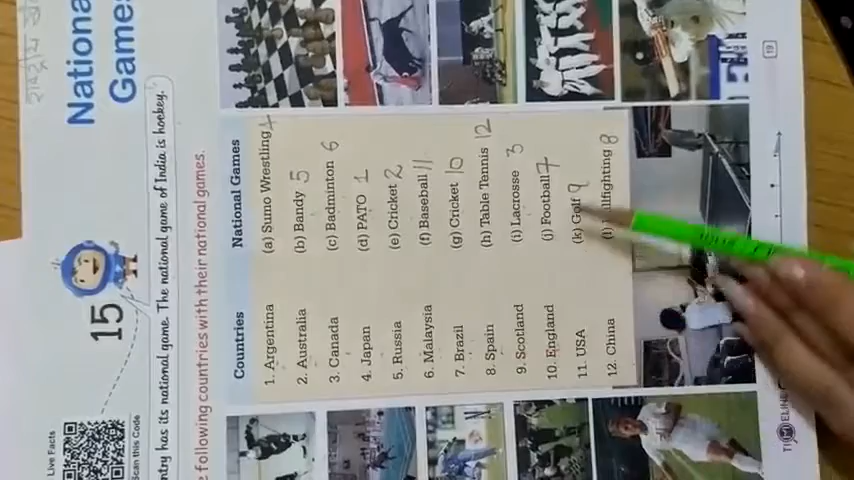 राष्ट्रीय
15
National
Games
Live Facts
Scan this Code
ntry has its national game. The national game of India is hockey.
e following countries with their national games.
Countries National Games
1. Argentina (a) Sumo Wrestling 4
2. Australia (b) Bandy 5
3. Canada (c) Badminton 6
4. Japan (d) PATO 1
5. Russia (e) Cricket 2
6. Malaysia (f) Baseball 11
7. Brazil (g) Cricket 10
8. Spain (h) Table Tennis 12
9. Scotland (i) Lacrosse 3
10. England (j) Football 7
11. USA (k) Golf 9
12. China llfighting 8
19